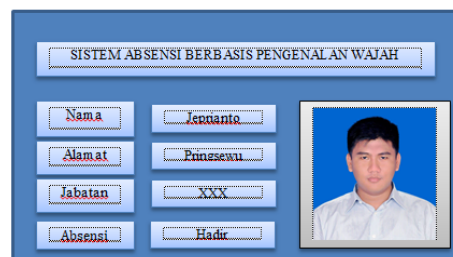 SISTEM ABSENSI BERBASIS PENGENALAN WAJAH
Nama
Jeprianto
Alamat
Pringsewu
Jabatan
XXX
Absensi
Hadir